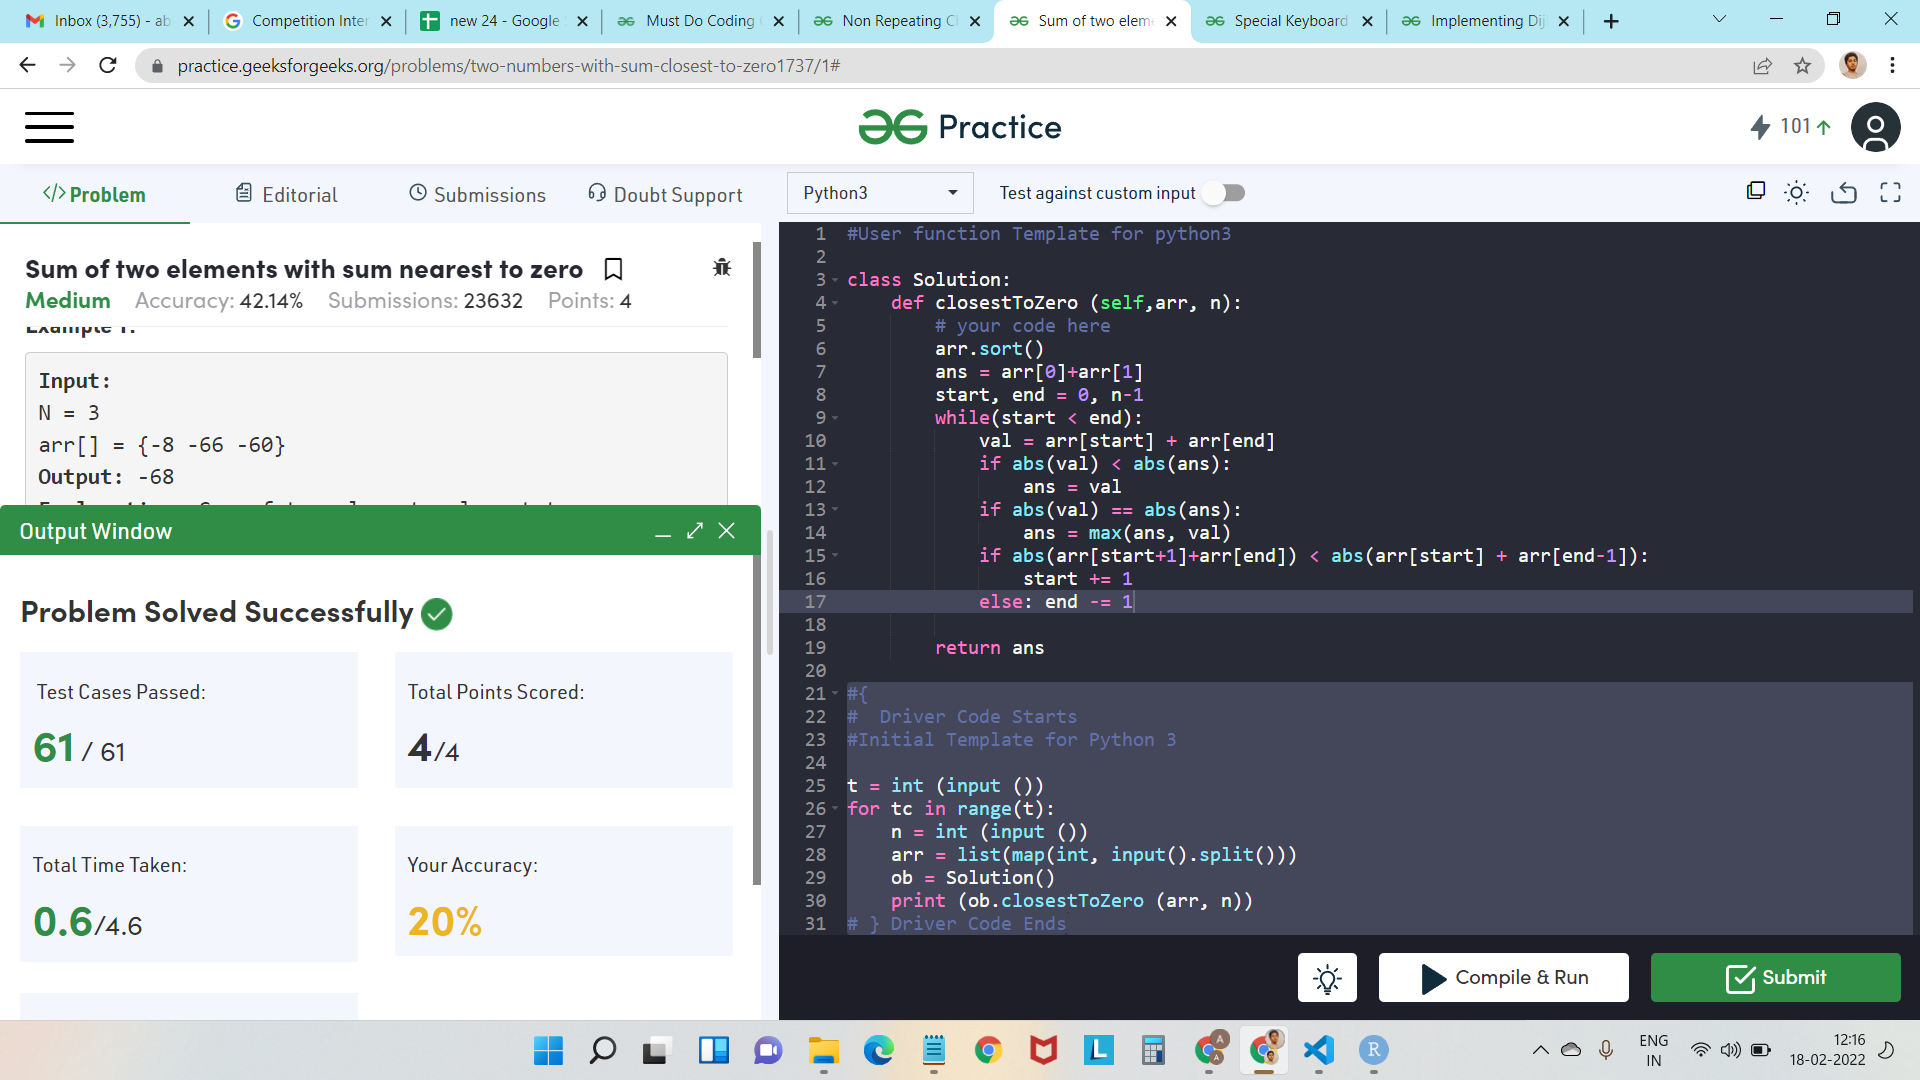 Inbox (3,755) - ab
Competition Inter
new 24 - Google
Must Do Coding
Non Repeating C
Sum of two elem
Special Keyboard
Implementing Dij
practice.geeksforgeeks.org/problems/two-numbers-with-sum-closest-to-zero1737/1#
Practice
101
</> Problem
Editorial
Submissions
Doubt Support
Python3
Test against custom input
Sum of two elements with sum nearest to zero
Medium Accuracy: 42.14% Submissions: 23632 Points: 4
Example 1:
Input:
N = 3
arr[] = {-8 -66 -60}
Output: -68
Output Window
Problem Solved Successfully
Test Cases Passed:
61 / 61
Total Points Scored:
4/4
Total Time Taken:
0.6/4.6
Your Accuracy:
20%
1 #User function Template for python3
2
3 class Solution:
4 def closestToZero (self,arr, n):
5 # your code here
6 arr.sort()
7 ans = arr[0]+arr[1]
8 start, end = 0, n-1
9 while(start < end):
10 val = arr[start] + arr[end]
11 if abs(val) < abs(ans):
12 ans = val
13 if abs(val) == abs(ans):
14 ans = max(ans, val)
15 if abs(arr[start+1]+arr[end]) < abs(arr[start] + arr[end-1]):
16 start += 1
17 else: end -= 1
18
19 return ans
20
21 #{
22 # Driver Code Starts
23 #Initial Template for Python 3
24
25 t = int (input ())
26 for tc in range(t):
27 n = int (input ())
28 arr = list(map(int, input().split()))
29 ob = Solution()
30 print (ob.closestToZero (arr, n))
31 # } Driver Code Ends
Compile & Run
Submit
L
A
A
R
ENG
IN
12:16
18-02-2022